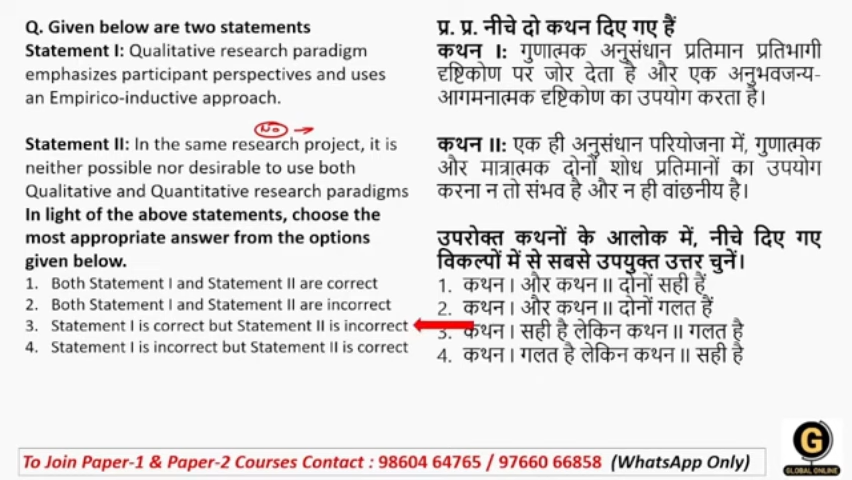 Q. Given below are two statements
Statement I: Qualitative research paradigm
emphasizes participant perspectives and uses
an Empirico-inductive approach.
No
Statement II: In the same research project, it is
neither possible nor desirable to use both
Qualitative and Quantitative research paradigms
In light of the above statements, choose the
most appropriate answer from the options
given below.
1. Both Statement I and Statement II are correct
2. Both Statement I and Statement II are incorrect
3. Statement I is correct but Statement II is incorrect
4. Statement I is incorrect but Statement II is correct
प्र. प्र. नीचे दो कथन दिए गए हैं
कथन I: गुणात्मक अनुसंधान प्रतिमान प्रतिभागी
दृष्टिकोण पर जोर देता है और एक अनुभवजन्य-
आगमनात्मक दृष्टिकोण का उपयोग करता है।
कथन II: एक ही अनुसंधान परियोजना में, गुणात्मक
और मात्रात्मक दोनों शोध प्रतिमानों का उपयोग
करना न तो संभव है और न ही वांछनीय है।
उपरोक्त कथनों के आलोक में, नीचे दिए गए
विकल्पों में से सबसे उपयुक्त उत्तर चुनें।
1. कथन I और कथन II दोनों सही हैं
2. कथन I और कथन II दोनों गलत हैं
3. कथन I सही है लेकिन कथन II गलत है
4. कथन I गलत है लेकिन कथन II सही है
To Join Paper-1 & Paper-2 Courses Contact : 98604 64765 / 97660 66858 (WhatsApp Only)
G
GLOBAL ONLINE